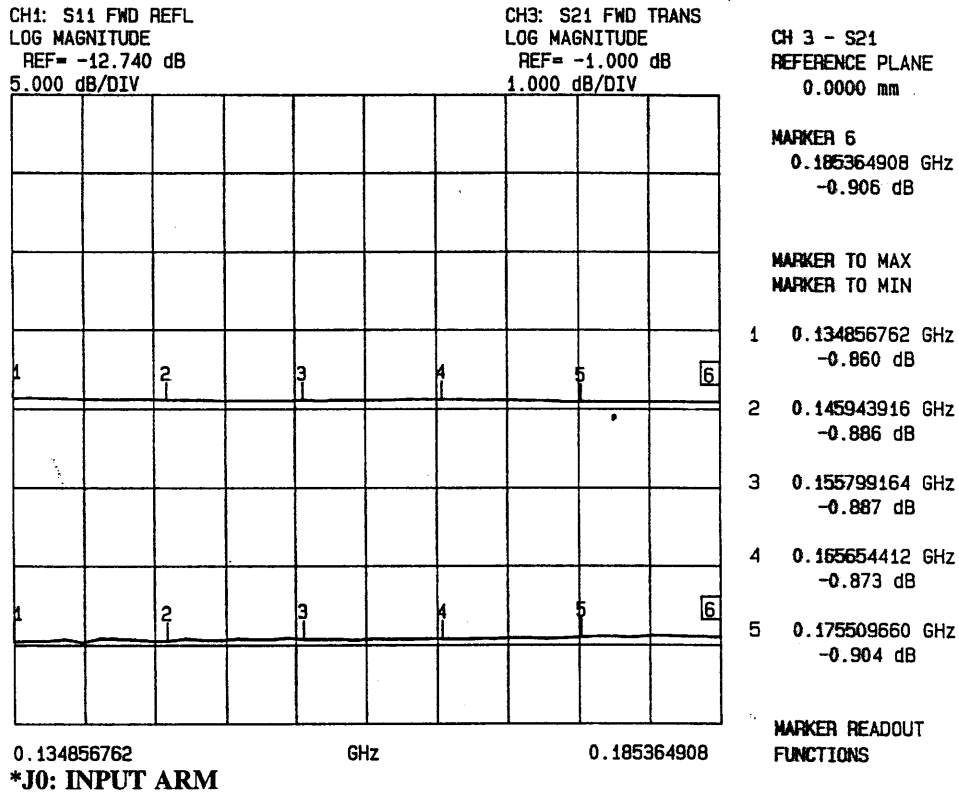 CH1: S11 FWD REFL
LOG MAGNITUDE
REF= -12.740 dB
5.000 dB/DIV
CH3: S21 FWD TRANS
LOG MAGNITUDE
REF= -1.000 dB
1.000 dB/DIV
CH 3 - S21
REFERENCE PLANE
0.0000 mm
MARKER 6
0.185364908 GHz
-0.906 dB
MARKER TO MAX
MARKER TO MIN
1 0.134856762 GHz
-0.860 dB
2 0.145943916 GHz
-0.886 dB
3 0.155799164 GHz
-0.887 dB
4 0.165654412 GHz
-0.873 dB
5 0.175509660 GHz
-0.904 dB
MARKER READOUT
FUNCTIONS
1 2 3 4 5 6
1 2 3 4 5 6
0.134856762 GHz 0.185364908
*J0: INPUT ARM